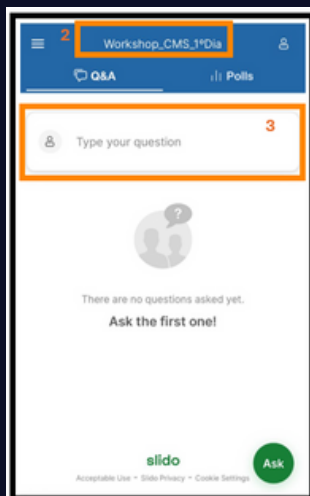 2
Workshop_CMS_1ºDia
Q&A
Polls
3
Type your question
There are no questions asked yet.
Ask the first one!
slido
Ask
Acceptable Use - Slido Privacy - Cookie Settings